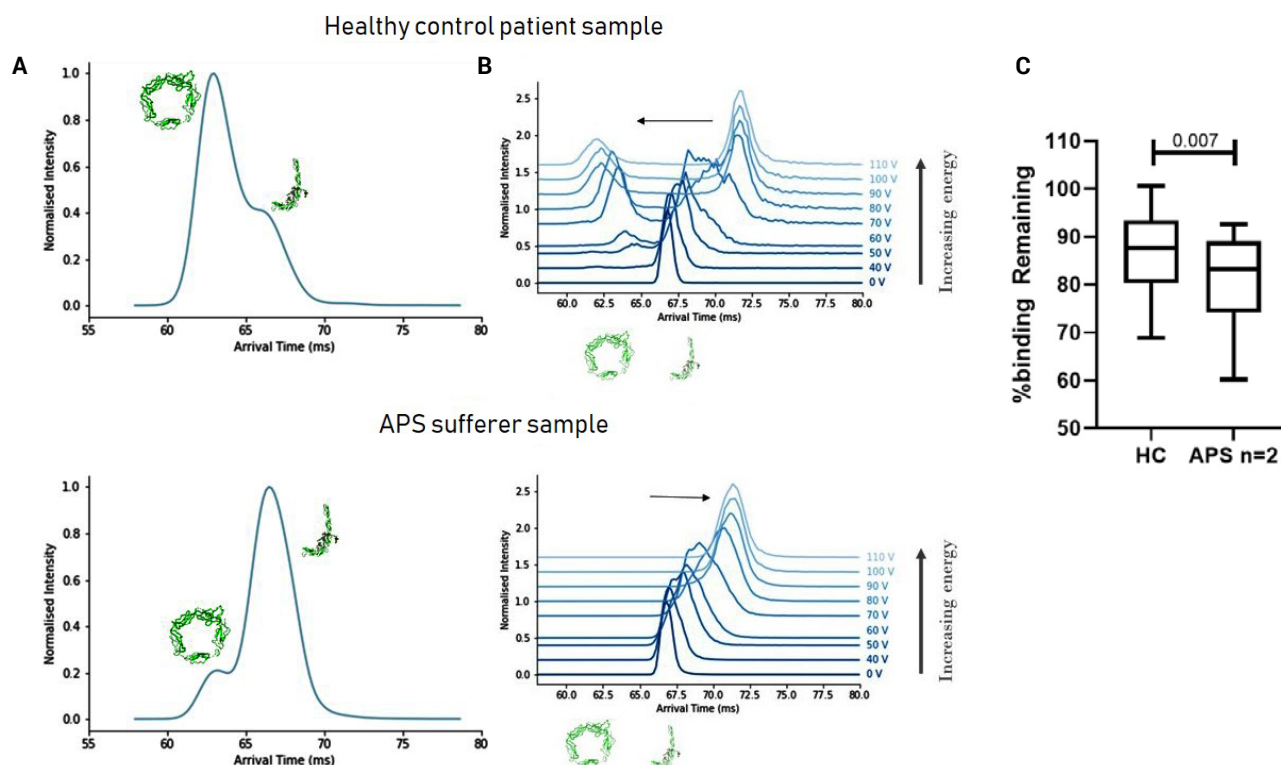 Healthy control patient sample
A
Normalised Intensity
1.0
0.8
0.6
0.4
0.2
0.0
55 60 65 70 75 80
Arrival Time (ms)
B
Normalised Intensity
2.5
2.0
1.5
1.0
0.5
0.0
110 V
100 V
90 V
80 V
70 V
60 V
50 V
40 V
0 V
Increasing energy
60.0 62.5 65.0 67.5 70.0 72.5 75.0 77.5 80.0
Arrival Time (ms)
C
%binding Remaining
110
100
90
80
70
60
50
0.007
HC APS n=2
APS sufferer sample
Normalised Intensity
1.0
0.8
0.6
0.4
0.2
0.0
55 60 65 70 75 80
Arrival Time (ms)
Normalised Intensity
2.5
2.0
1.5
1.0
0.5
0.0
110 V
100 V
90 V
80 V
70 V
60 V
50 V
40 V
0 V
Increasing energy
60.0 62.5 65.0 67.5 70.0 72.5 75.0 77.5 80.0
Arrival Time (ms)